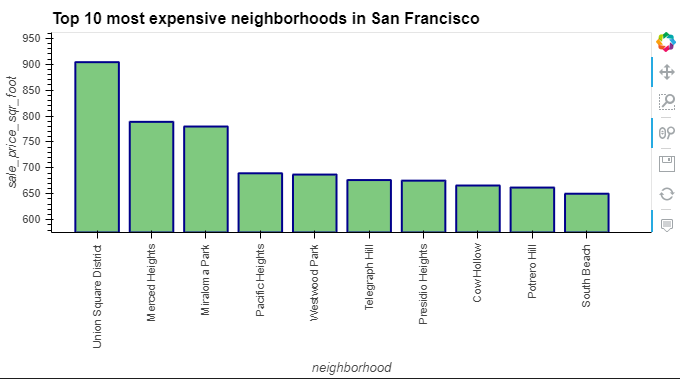 Top 10 most expensive neighborhoods in San Francisco
950
900
850
800
750
700
650
600
sale_price_sqr_foot
Union Square District
Merced Heights
Miraloma Park
Pacific Heights
Westwood Park
Telegraph Hill
Presidio Heights
Cow Hollow
Potrero Hill
South Beach
neighborhood